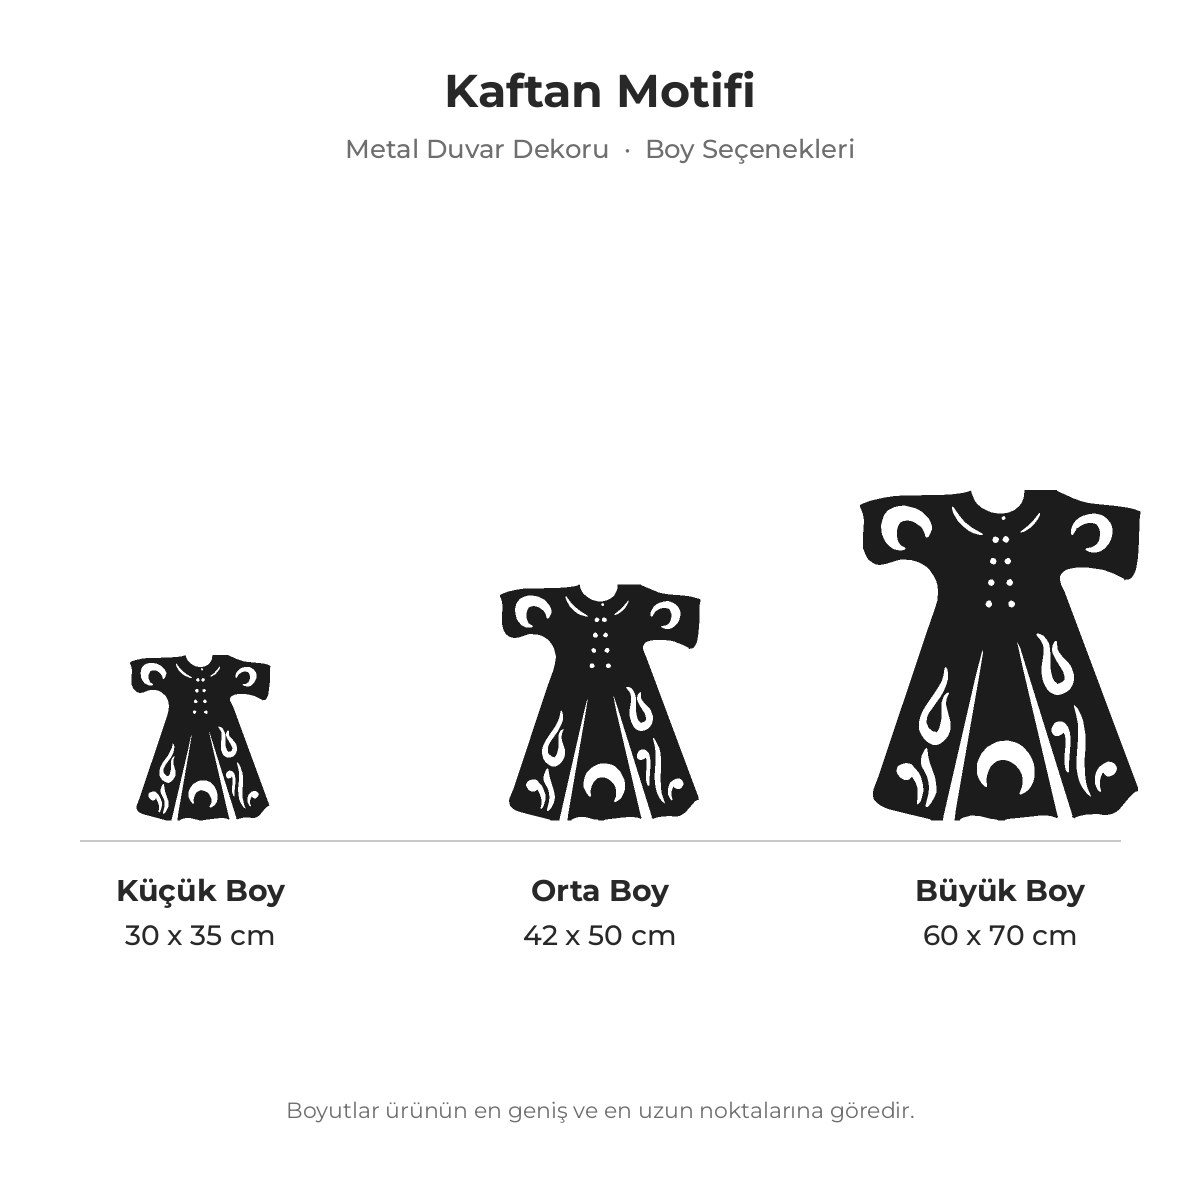 Kaftan Motifi
Metal Duvar Dekoru · Boy Seçenekleri
Küçük Boy
30 x 35 cm
Orta Boy
42 x 50 cm
Büyük Boy
60 x 70 cm
Boyutlar ürünün en geniş ve en uzun noktalarına göredir.